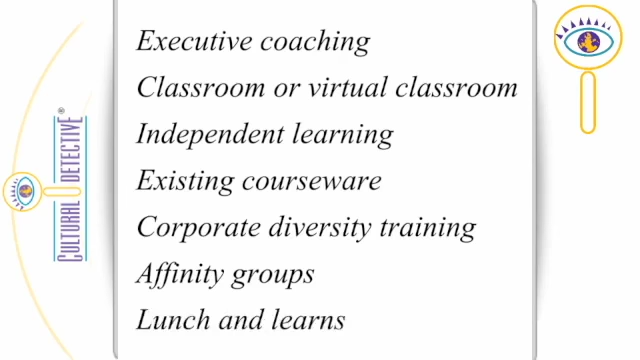 Executive coaching
Classroom or virtual classroom
Independent learning
Existing courseware
Corporate diversity training
Affinity groups
Lunch and learns
CULTURAL DETECTIVE®